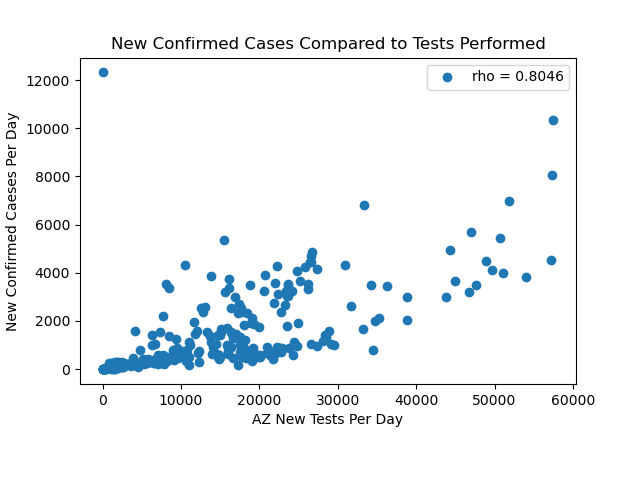 New Confirmed Cases Compared to Tests Performed
rho = 0.8046
New Confirmed Caeses Per Day
12000
10000
8000
6000
4000
2000
0
0 10000 20000 30000 40000 50000 60000
AZ New Tests Per Day